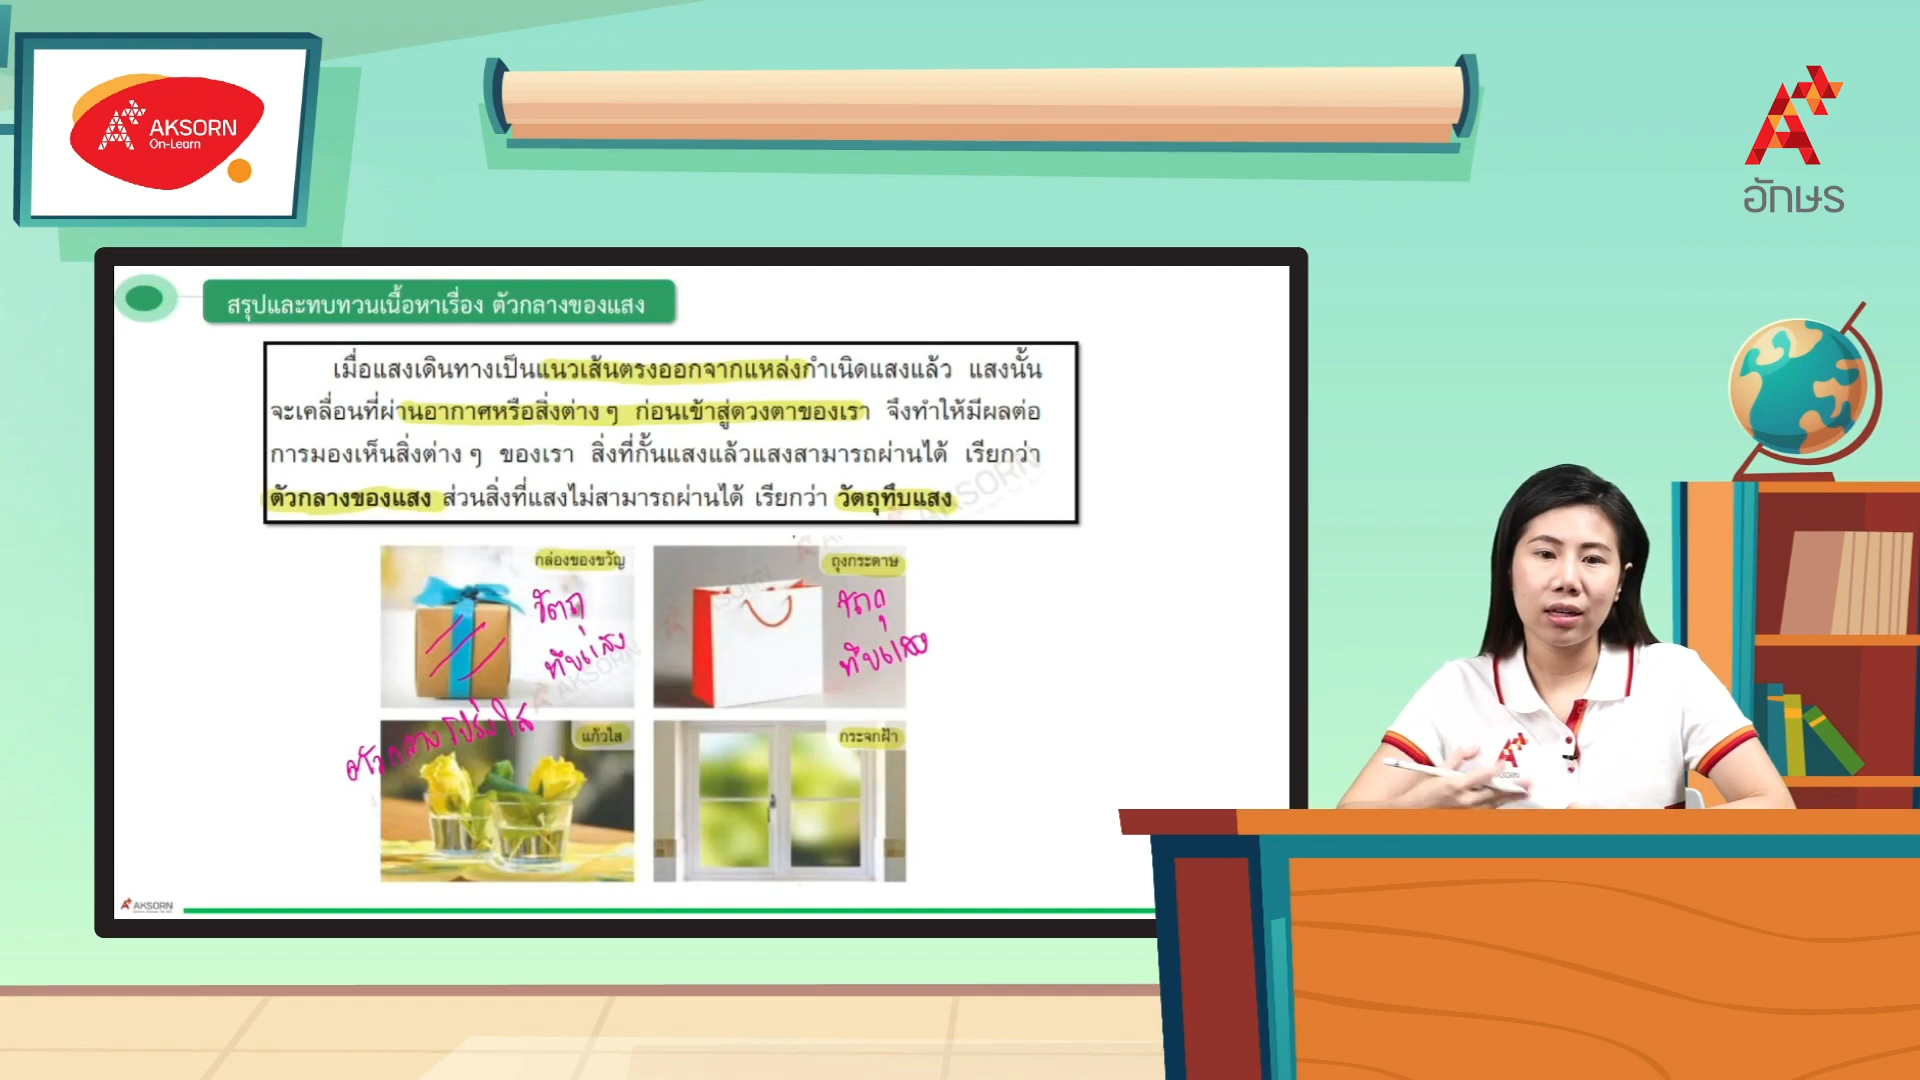 AKSORN
On-Learn
อักษร
สรุปและทบทวนเนื้อหาเรื่อง ตัวกลางของแสง
เมื่อแสงเดินทางเป็นแนวเส้นตรงออกจากแหล่งกำเนิดแสงแล้ว แสงนั้น
จะเคลื่อนที่ผ่านอากาศหรือสิ่งต่าง ๆ ก่อนเข้าสู่ดวงตาของเรา จึงทำให้มีผลต่อ
การมองเห็นสิ่งต่าง ๆ ของเรา สิ่งที่กั้นแสงแล้วแสงสามารถผ่านได้ เรียกว่า
ตัวกลางของแสง ส่วนสิ่งที่แสงไม่สามารถผ่านได้ เรียกว่า วัตถุทึบแสง
กล่องของขวัญ
วัตถุ
ทึบแสง
ถุงกระดาษ
วัตถุ
ทึบแสง
แก้วใส
ตัวกลางโปร่งใส
กระจกฝ้า
AKSORN